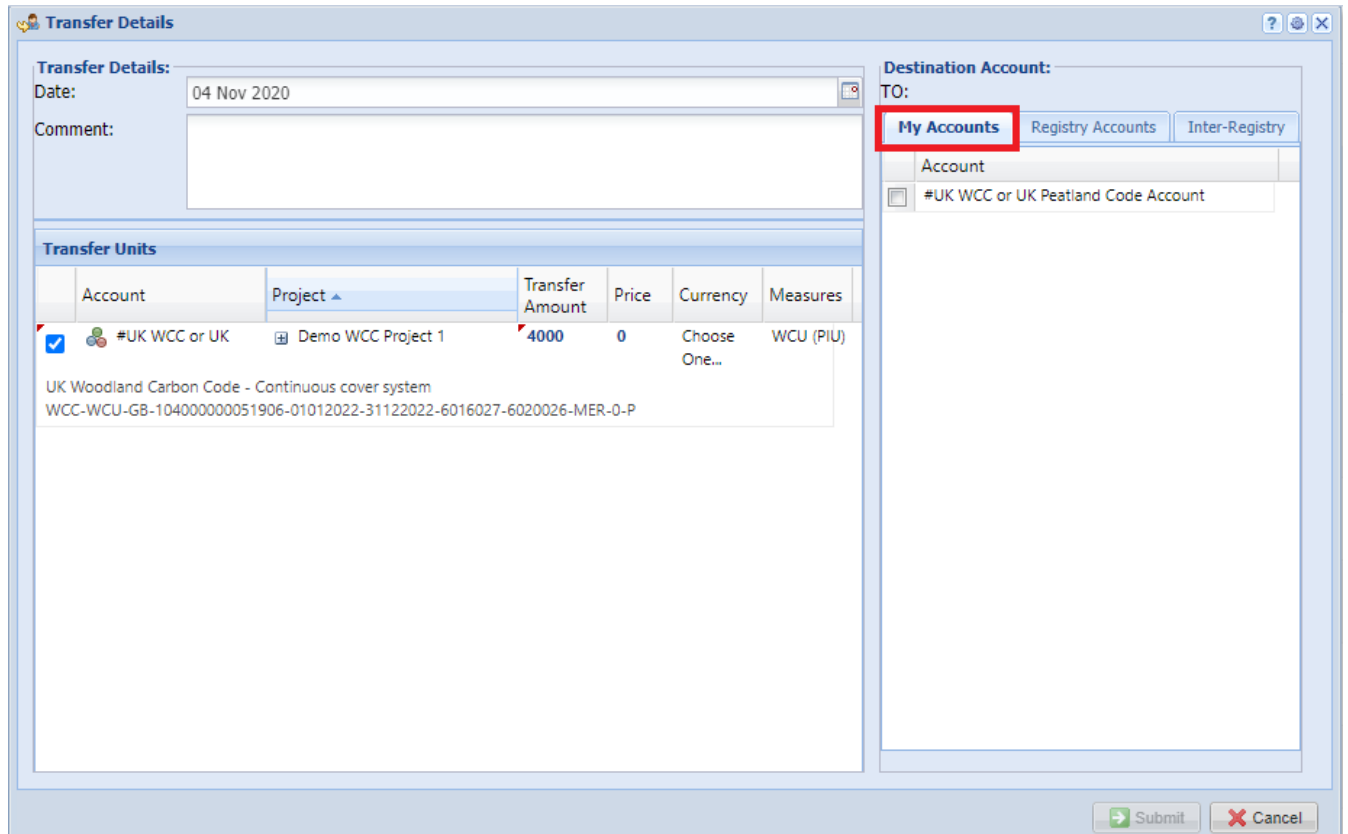 Transfer Details
Transfer Details:
Date: 04 Nov 2020
Comment:
Destination Account:
TO:
My Accounts Registry Accounts Inter-Registry
Account
#UK WCC or UK Peatland Code Account
Transfer Units
Account Project Transfer Amount Price Currency Measures
#UK WCC or UK Demo WCC Project 1 4000 0 Choose One... WCU (PIU)
UK Woodland Carbon Code - Continuous cover system
WCC-WCU-GB-104000000051906-01012022-31122022-6016027-6020026-MER-0-P
Submit Cancel